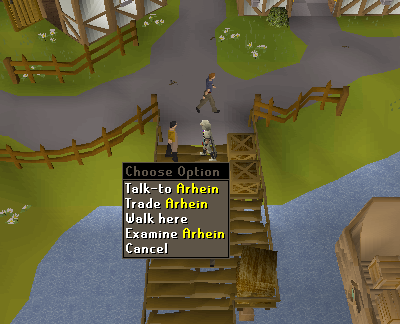 Choose Option
Talk-to Arhein
Trade Arhein
Walk here
Examine Arhein
Cancel